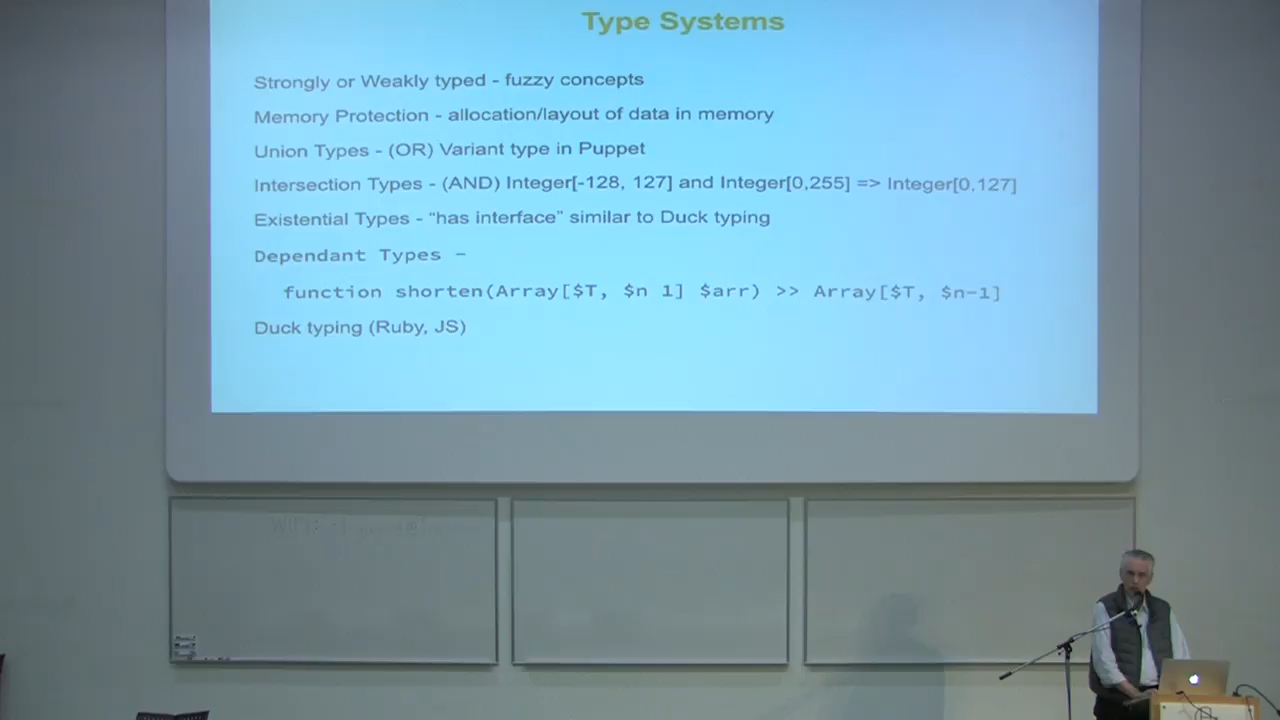 Type Systems
Strongly or Weakly typed - fuzzy concepts
Memory Protection - allocation/layout of data in memory
Union Types - (OR) Variant type in Puppet
Intersection Types - (AND) Integer[-128, 127] and Integer[0,255] => Integer[0,127]
Existential Types - “has interface” similar to Duck typing
Dependant Types -
function shorten(Array[$T, $n 1] $arr) >> Array[$T, $n-1]
Duck typing (Ruby, JS)